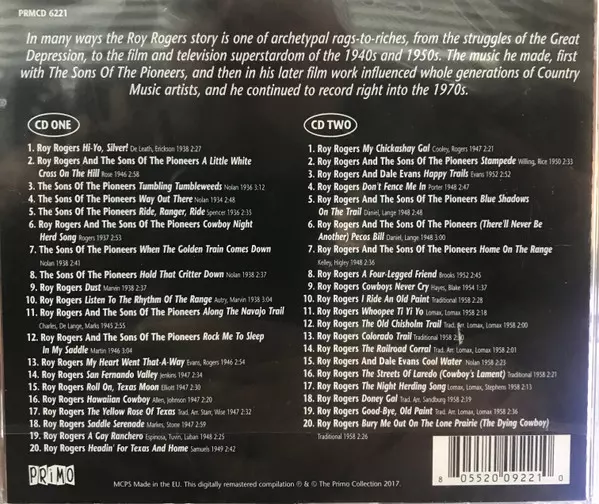 PRMCD 6221
In many ways the Roy Rogers story is one of archetypal rags-to-riches, from the struggles of the Great
Depression, to the film and television superstardom of the 1940s and 1950s. The music he made, first
with The Sons Of The Pioneers, and then in his later film work influenced whole generations of Country
Music artists, and he continued to record right into the 1970s.
CD ONE
1. Roy Rogers Hi-Yo, Silver! De Leath, Erickson 1938 2:27
2. Roy Rogers And The Sons Of The Pioneers A Little White
Cross On The Hill Rose 1946 2:58
3. The Sons Of The Pioneers Tumbling Tumbleweeds Nolan 1936 3:12
4. The Sons Of The Pioneers Way Out There Nolan 1934 2:48
5. The Sons Of The Pioneers Ride, Ranger, Ride Spencer 1936 2:33
6. Roy Rogers And The Sons Of The Pioneers Cowboy Night
Herd Song Rogers 1937 2:53
7. The Sons Of The Pioneers When The Golden Train Comes Down
Nolan 1938 2:41
8. The Sons Of The Pioneers Hold That Critter Down Nolan 1938 2:37
9. Roy Rogers Dust Marvin 1938 2:37
10. Roy Rogers Listen To The Rhythm Of The Range Autry, Marvin 1938 3:04
11. Roy Rogers And The Sons Of The Pioneers Along The Navajo Trail
Charles, De Lange, Marks 1945 2:55
12. Roy Rogers And The Sons Of The Pioneers Rock Me To Sleep
In My Saddle Martin 1946 3:04
13. Roy Rogers My Heart Went That-A-Way Evans, Rogers 1946 2:54
14. Roy Rogers San Fernando Valley Jenkins 1947 2:34
15. Roy Rogers Roll On, Texas Moon Elliott 1947 2:30
16. Roy Rogers Hawaiian Cowboy Allen, Johnson 1947 2:20
17. Roy Rogers The Yellow Rose Of Texas Trad. Arr. Starr, Wise 1947 2:32
18. Roy Rogers Saddle Serenade Markes, Stone 1947 2:59
19. Roy Rogers A Gay Ranchero Espinosa, Tuvin, Luban 1948 2:25
20. Roy Rogers Headin' For Texas And Home Samuels 1949 2:42
CD TWO
1. Roy Rogers My Chickashay Gal Cooley, Rogers 1947 2:21
2. Roy Rogers And The Sons Of The Pioneers Stampede Willing, Rice 1950 2:33
3. Roy Rogers And Dale Evans Happy Trails Evans 1952 2:52
4. Roy Rogers Don't Fence Me In Porter 1948 2:47
5. Roy Rogers And The Sons Of The Pioneers Blue Shadows
On The Trail Daniel, Lange 1948 2:48
6. Roy Rogers And The Sons Of The Pioneers (There'll Never Be
Another) Pecos Bill Daniel, Lange 1948 3:00
7. Roy Rogers And The Sons Of The Pioneers Home On The Range
Kelley, Higley 1948 2:36
8. Roy Rogers A Four-Legged Friend Brooks 1952 2:45
9. Roy Rogers Cowboys Never Cry Hayes, Blake 1954 1:37
10. Roy Rogers I Ride An Old Paint Traditional 1958 2:28
11. Roy Rogers Whoopee Ti Yi Yo Lomax, Lomax 1958 2:18
12. Roy Rogers The Old Chisholm Trail Trad. Arr. Lomax, Lomax 1958 2:00
13. Roy Rogers Colorado Trail Traditional 1958
14. Roy Rogers The Railroad Corral Trad. Arr. Lomax, Lomax 1958 2:01
15. Roy Rogers And Dale Evans Cool Water Nolan 1958 2:23
16. Roy Rogers The Streets Of Laredo (Cowboy's Lament) Traditional 1958 2:21
17. Roy Rogers The Night Herding Song Lomax, Lomax, Stephens 1958 2:13
18. Roy Rogers Doney Gal Trad. Arr. Sandburg 1958 2:19
19. Roy Rogers Good-Bye, Old Paint Trad. Arr. Lomax, Lomax 1958 2:36
20. Roy Rogers Bury Me Out On The Lone Prairie (The Dying Cowboy)
Traditional 1958 2:26
PRIMO
MCPS Made in the EU. This digitally remastered compilation ℗ & © The Primo Collection 2017.
8 05520 09221 0